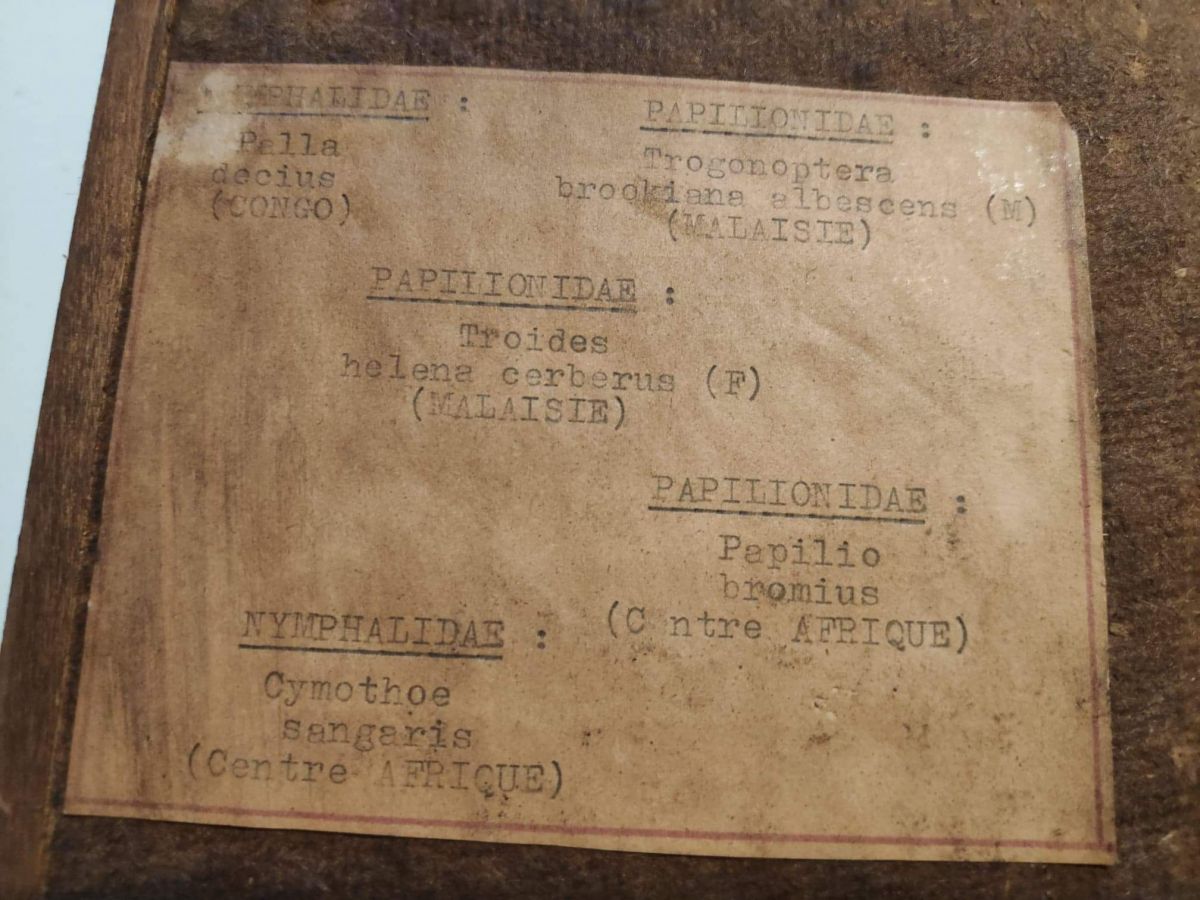 NYMPHALIDAE :
Palla
decius
(CONGO)
PAPILIONIDAE :
Trogonoptera
brookiana albescens (M)
(MALAISIE)
PAPILIONIDAE :
Troides
helena cerberus (F)
(MALAISIE)
PAPILIONIDAE :
Papilio
bromius
(C ntre AFRIQUE)
NYMPHALIDAE :
Cymothoe
sangaris
(Centre AFRIQUE)